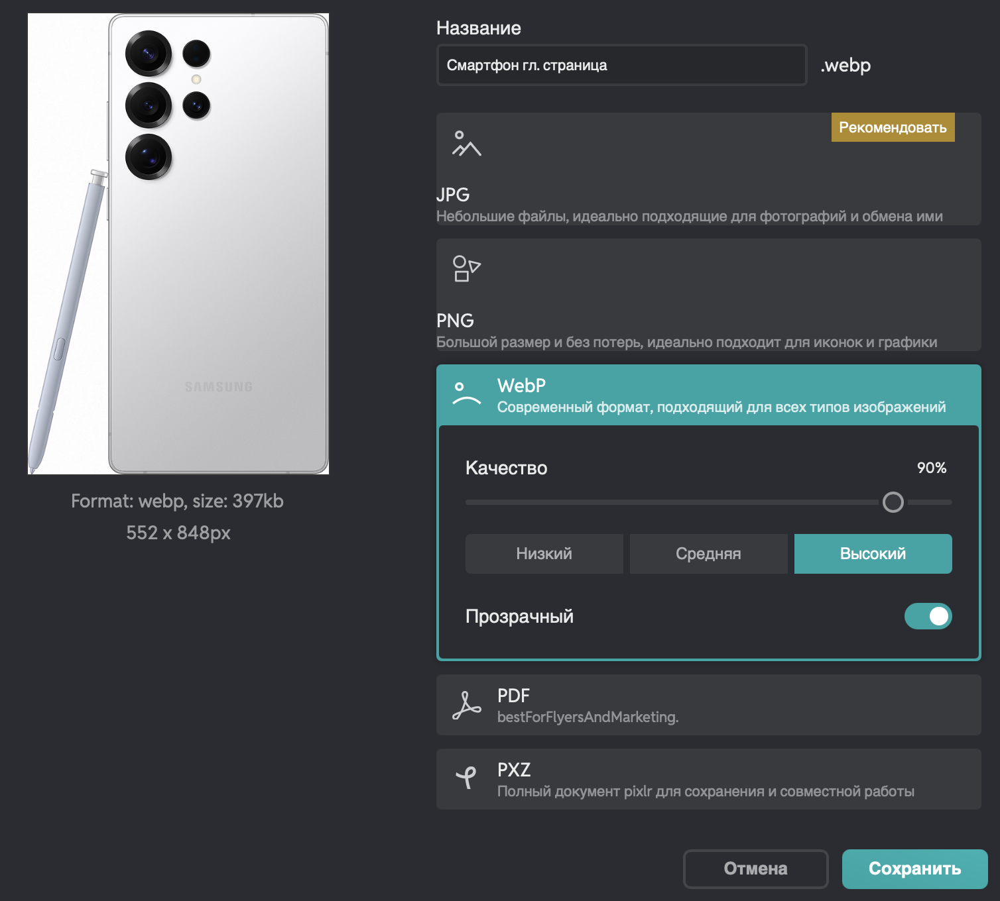 SAMSUNG
Format: webp, size: 397kb
552 x 848px
Название
Смартфон гл. страница
.webp
Рекомендовать
JPG
Небольшие файлы, идеально подходящие для фотографий и обмена ими
PNG
Большой размер и без потерь, идеально подходит для иконок и графики
WebP
Современный формат, подходящий для всех типов изображений
Качество
90%
Низкий
Средняя
Высокий
Прозрачный
PDF
bestForFlyersAndMarketing.
PXZ
Полный документ pixlr для сохранения и совместной работы
Отмена
Сохранить